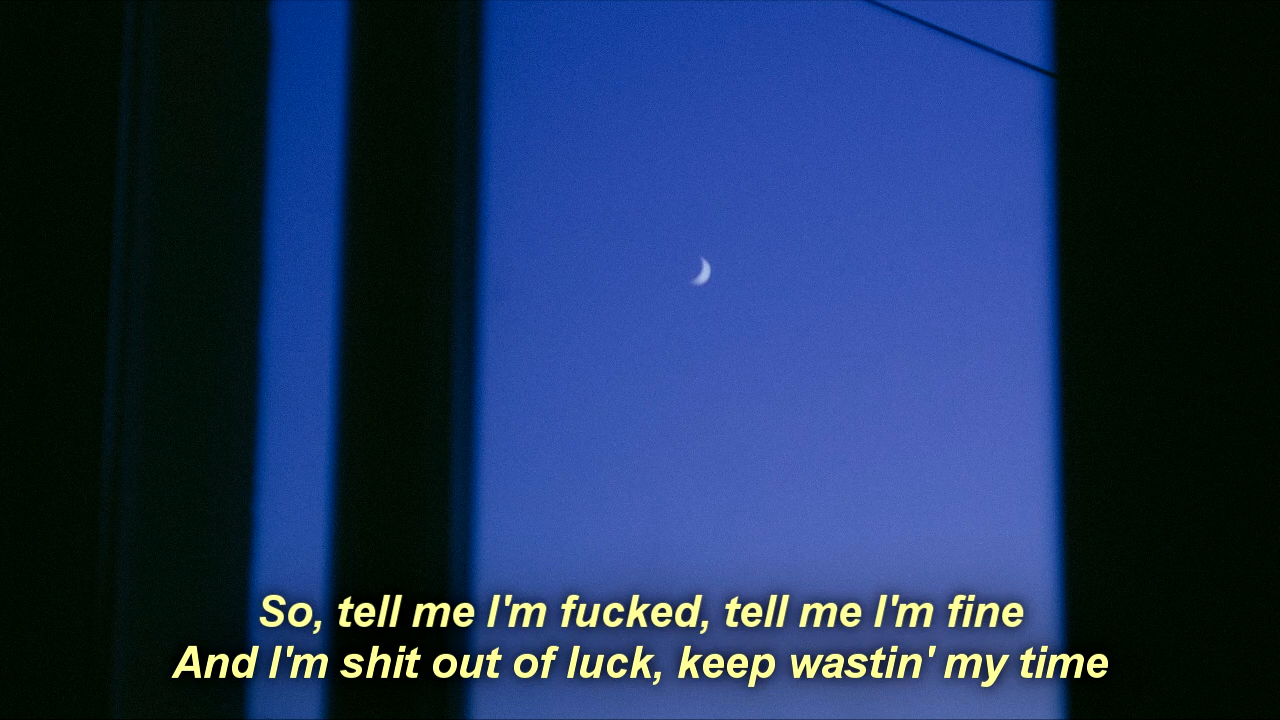 So, tell me I'm fucked, tell me I'm fine
And I'm shit out of luck, keep wastin' my time